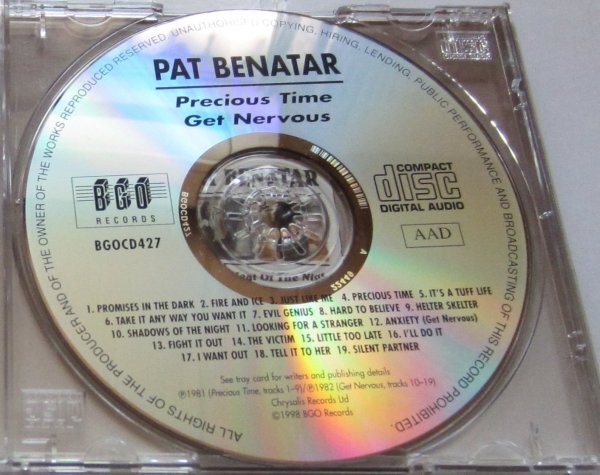 ALL RIGHTS OF THE PRODUCER AND OF THE OWNER OF THE WORKS REPRODUCED RESERVED. UNAUTHORISED COPYING, HIRING, LENDING, PUBLIC PERFORMANCE AND BROADCASTING OF THIS RECORD PROHIBITED.
PAT BENATAR
Precious Time
Get Nervous
BGO
RECORDS
BGOCD427
COMPACT
disc
DIGITAL AUDIO
AAD
BENATAR
1. PROMISES IN THE DARK 2. FIRE AND ICE 3. JUST LIKE ME 4. PRECIOUS TIME 5. IT'S A TUFF LIFE
6. TAKE IT ANY WAY YOU WANT IT 7. EVIL GENIUS 8. HARD TO BELIEVE 9. HELTER SKELTER
10. SHADOWS OF THE NIGHT 11. LOOKING FOR A STRANGER 12. ANXIETY (Get Nervous)
13. FIGHT IT OUT 14. THE VICTIM 15. LITTLE TOO LATE 16. I'LL DO IT
17. I WANT OUT 18. TELL IT TO HER 19. SILENT PARTNER
See tray card for writers and publishing details
℗1981 (Precious Time, tracks 1-9)/℗1982 (Get Nervous, tracks 10-19)
Chrysalis Records Ltd
©1998 BGO Records